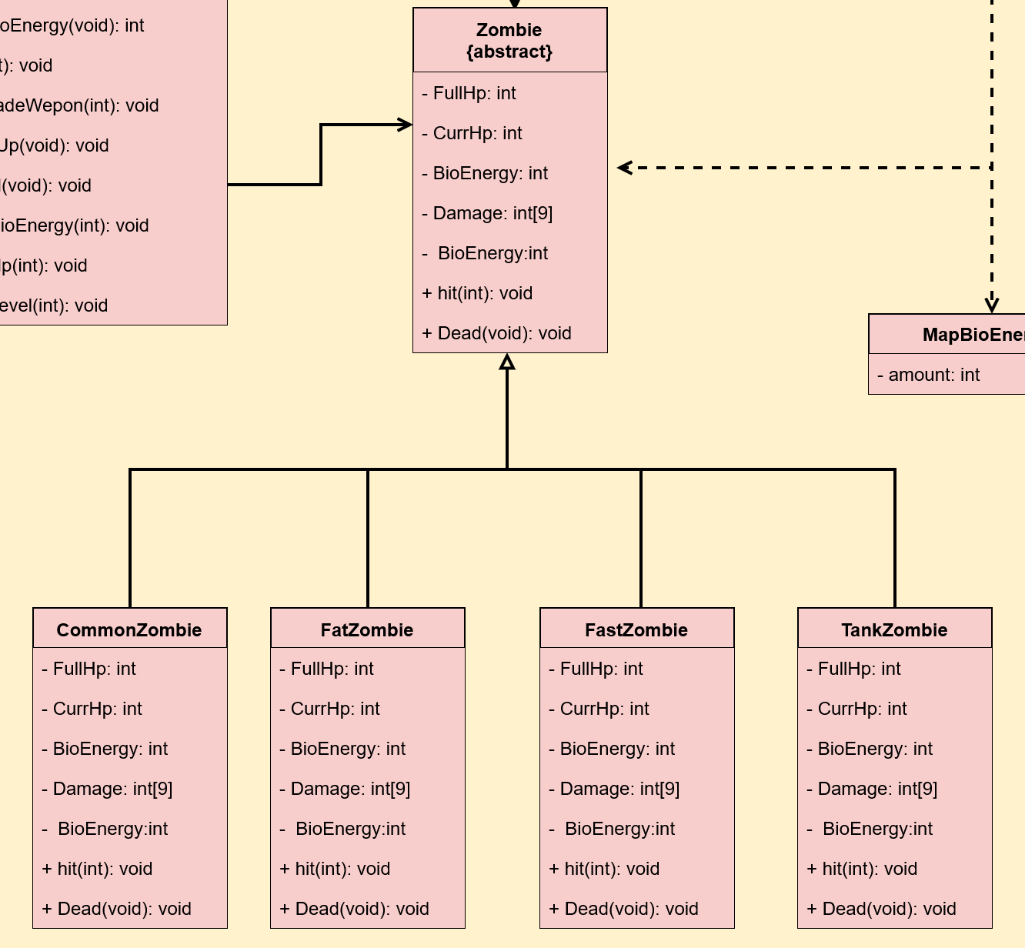 oEnergy(void): int
t): void
adeWepon(int): void
Up(void): void
(void): void
ioEnergy(int): void
p(int): void
evel(int): void
Zombie
{abstract}
- FullHp: int
- CurrHp: int
- BioEnergy: int
- Damage: int[9]
- BioEnergy:int
+ hit(int): void
+ Dead(void): void
MapBioEner
- amount: int
CommonZombie
- FullHp: int
- CurrHp: int
- BioEnergy: int
- Damage: int[9]
- BioEnergy:int
+ hit(int): void
+ Dead(void): void
FatZombie
- FullHp: int
- CurrHp: int
- BioEnergy: int
- Damage: int[9]
- BioEnergy:int
+ hit(int): void
+ Dead(void): void
FastZombie
- FullHp: int
- CurrHp: int
- BioEnergy: int
- Damage: int[9]
- BioEnergy:int
+ hit(int): void
+ Dead(void): void
TankZombie
- FullHp: int
- CurrHp: int
- BioEnergy: int
- Damage: int[9]
- BioEnergy:int
+ hit(int): void
+ Dead(void): void